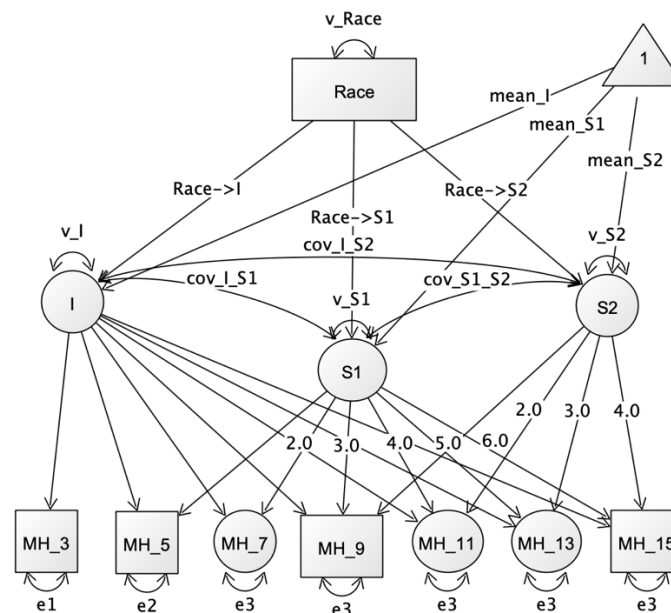 v_Race
1
Race
mean_I
mean_S1
mean_S2
Race->I
Race->S1
Race->S2
v_I
cov_I_S2
v_S2
cov_I_S1
cov_S1_S2
v_S1
I
S2
S1
2.0
3.0
4.0
5.0
6.0
2.0
3.0
4.0
MH_3
MH_5
MH_7
MH_9
MH_11
MH_13
MH_15
e1
e2
e3
e3
e3
e3
e3